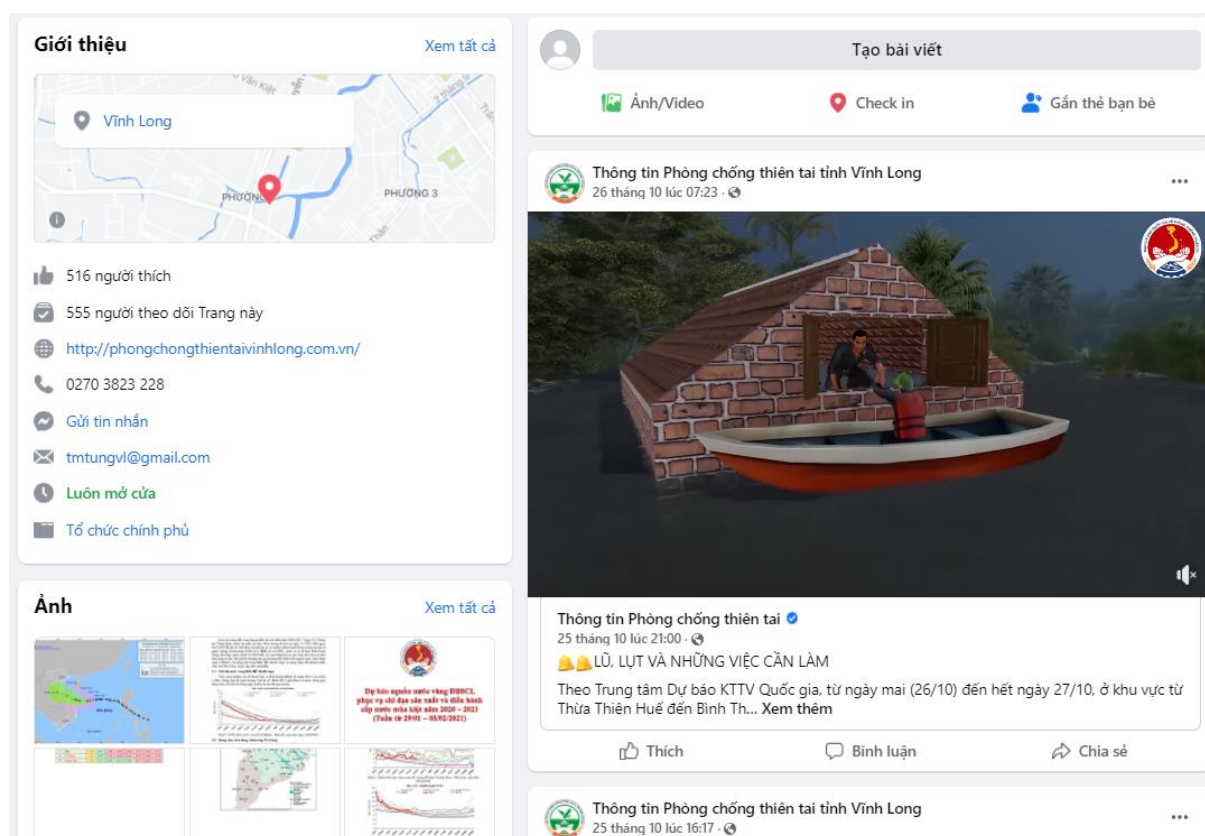 Giới thiệu
Xem tất cả
Vĩnh Long
PHƯỜNG 3
516 người thích
555 người theo dõi Trang này
http://phongchongthientaivinhlong.com.vn/
0270 3823 228
Gửi tin nhắn
tmtungvl@gmail.com
Luôn mở cửa
Tổ chức chính phủ
Ảnh
Xem tất cả
Dự báo nguồn nước vùng ĐBSCL
phục vụ chỉ đạo sản xuất và điều hành
cấp nước mùa kiệt năm 2020 – 2021
(Tuần từ 29/01 – 05/02/2021)
Tạo bài viết
Ảnh/Video
Check in
Gắn thẻ bạn bè
Thông tin Phòng chống thiên tai tỉnh Vĩnh Long
26 tháng 10 lúc 07:23 ·
Thông tin Phòng chống thiên tai
25 tháng 10 lúc 21:00 ·
LŨ, LỤT VÀ NHỮNG VIỆC CẦN LÀM
Theo Trung tâm Dự báo KTTV Quốc gia, từ ngày mai (26/10) đến hết ngày 27/10, ở khu vực từ
Thừa Thiên Huế đến Bình Th... Xem thêm
Thích
Bình luận
Chia sẻ
Thông tin Phòng chống thiên tai tỉnh Vĩnh Long
25 tháng 10 lúc 16:17 ·